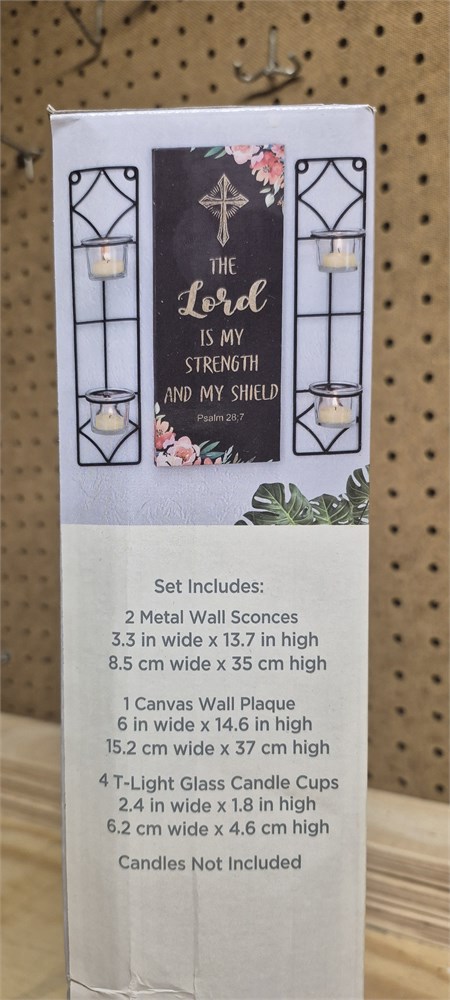 THE
Lord
IS MY
STRENGTH
AND MY SHIELD
Psalm 28;7
Set Includes:
2 Metal Wall Sconces
3.3 in wide x 13.7 in high
8.5 cm wide x 35 cm high
1 Canvas Wall Plaque
6 in wide x 14.6 in high
15.2 cm wide x 37 cm high
4 T-Light Glass Candle Cups
2.4 in wide x 1.8 in high
6.2 cm wide x 4.6 cm high
Candles Not Included